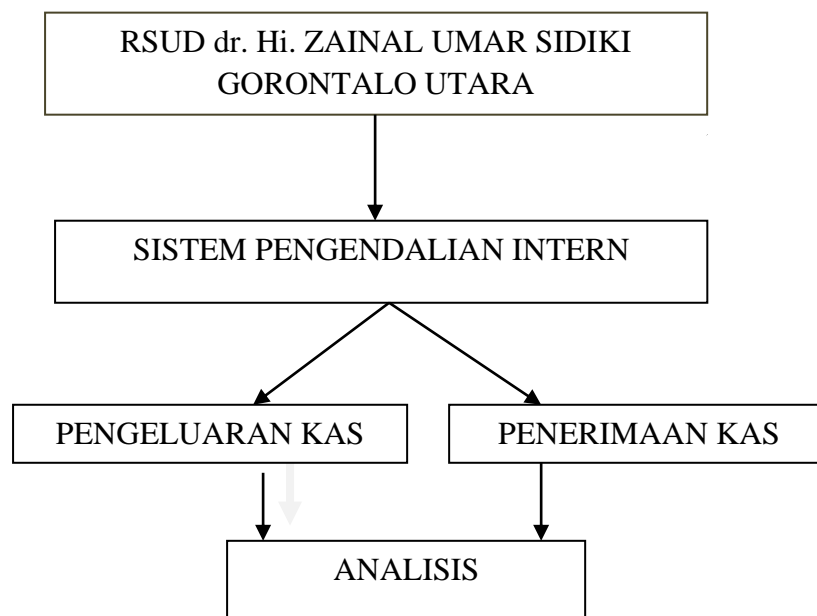 RSUD dr. Hi. ZAINAL UMAR SIDIKI
GORONTALO UTARA
SISTEM PENGENDALIAN INTERN
PENGELUARAN KAS
PENERIMAAN KAS
ANALISIS